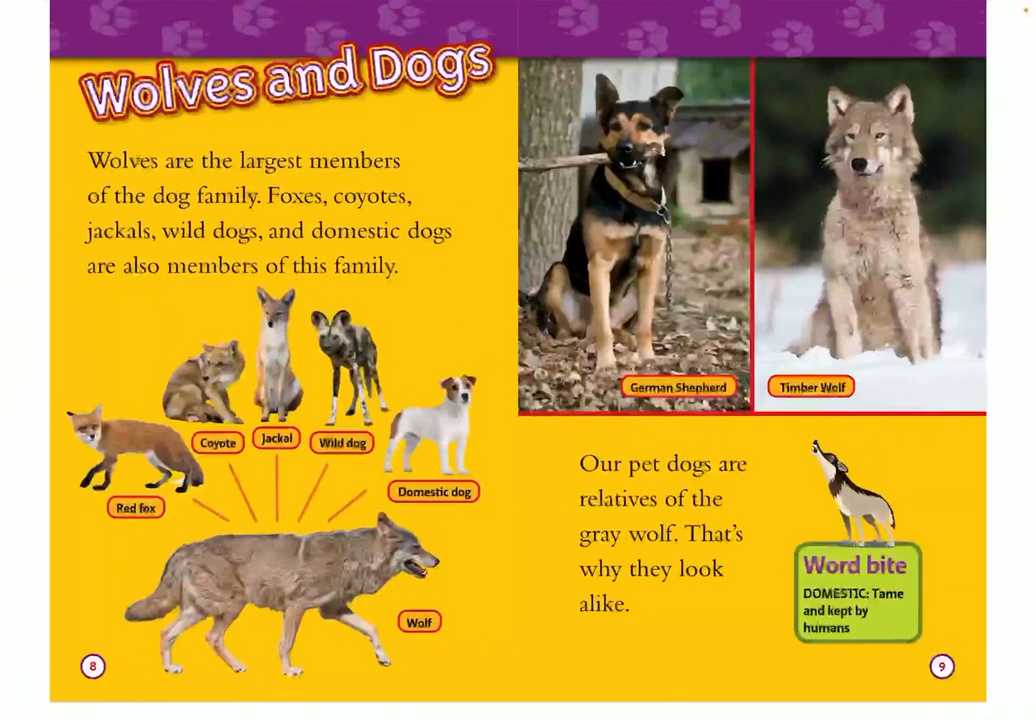 Wolves and Dogs
Wolves are the largest members
of the dog family. Foxes, coyotes,
jackals, wild dogs, and domestic dogs
are also members of this family.
Coyote
Jackal
Wild dog
Red fox
Domestic dog
Wolf
8
German Shepherd
Timber Wolf
Our pet dogs are
relatives of the
gray wolf. That's
why they look
alike.
Word bite
DOMESTIC: Tame
and kept by
humans
9